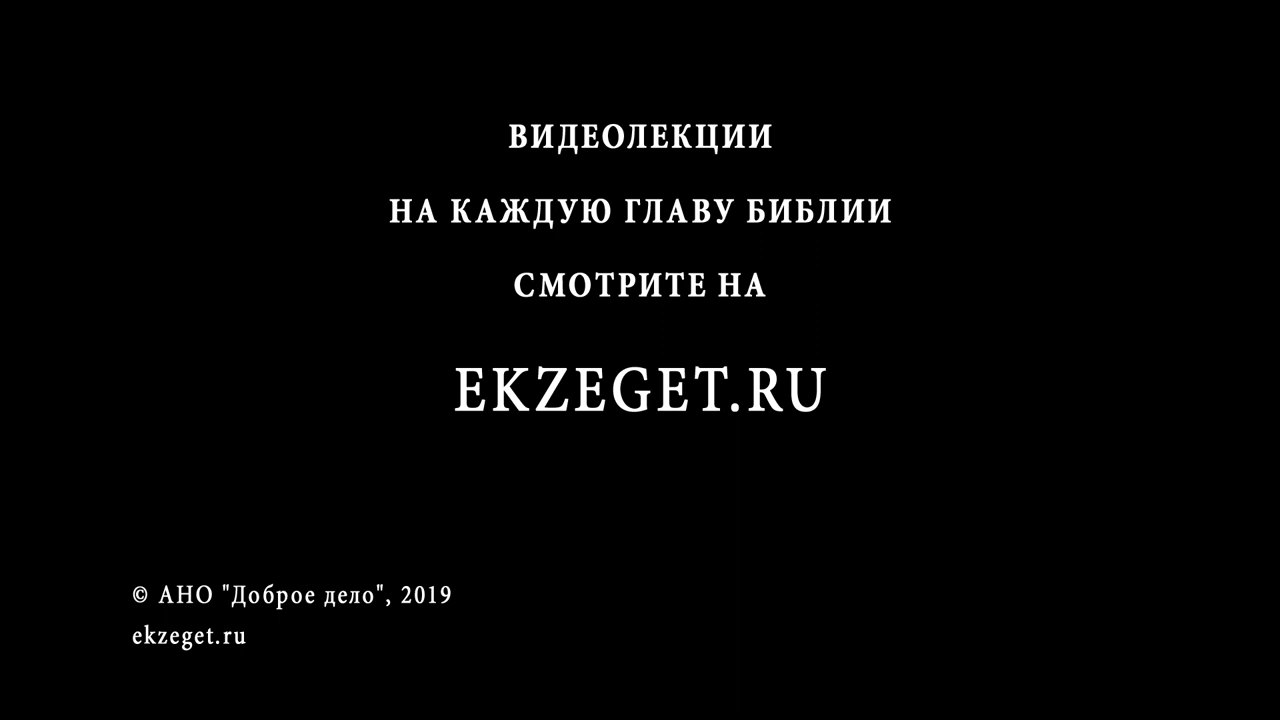 ВИДЕОЛЕКЦИИ
НА КАЖДУЮ ГЛАВУ БИБЛИИ
СМОТРИТЕ НА
EKZEGET.RU
© АНО "Доброе дело", 2019
ekzeget.ru